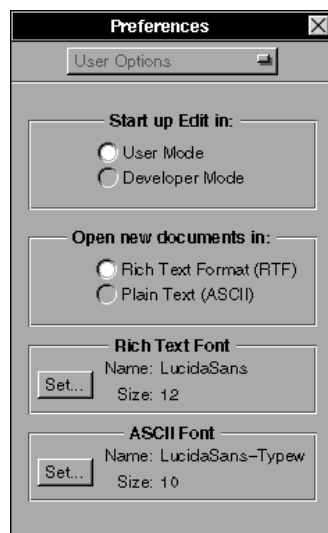 Preferences
User Options
Start up Edit in:
User Mode
Developer Mode
Open new documents in:
Rich Text Format (RTF)
Plain Text (ASCII)
Rich Text Font
Name: LucidaSans
Set...
Size: 12
ASCII Font
Name: LucidaSans-Typew
Set...
Size: 10